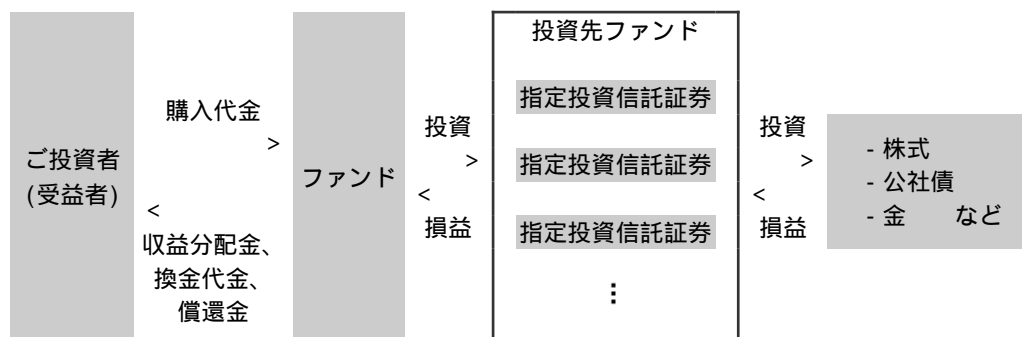 ご投資者
(受益者)
購入代金
>
<
収益分配金、
換金代金、
償還金
ファンド
投資
>
<
損益
投資先ファンド
指定投資信託証券
指定投資信託証券
指定投資信託証券
⋮
投資
>
<
損益
- 株式
- 公社債
- 金　　など